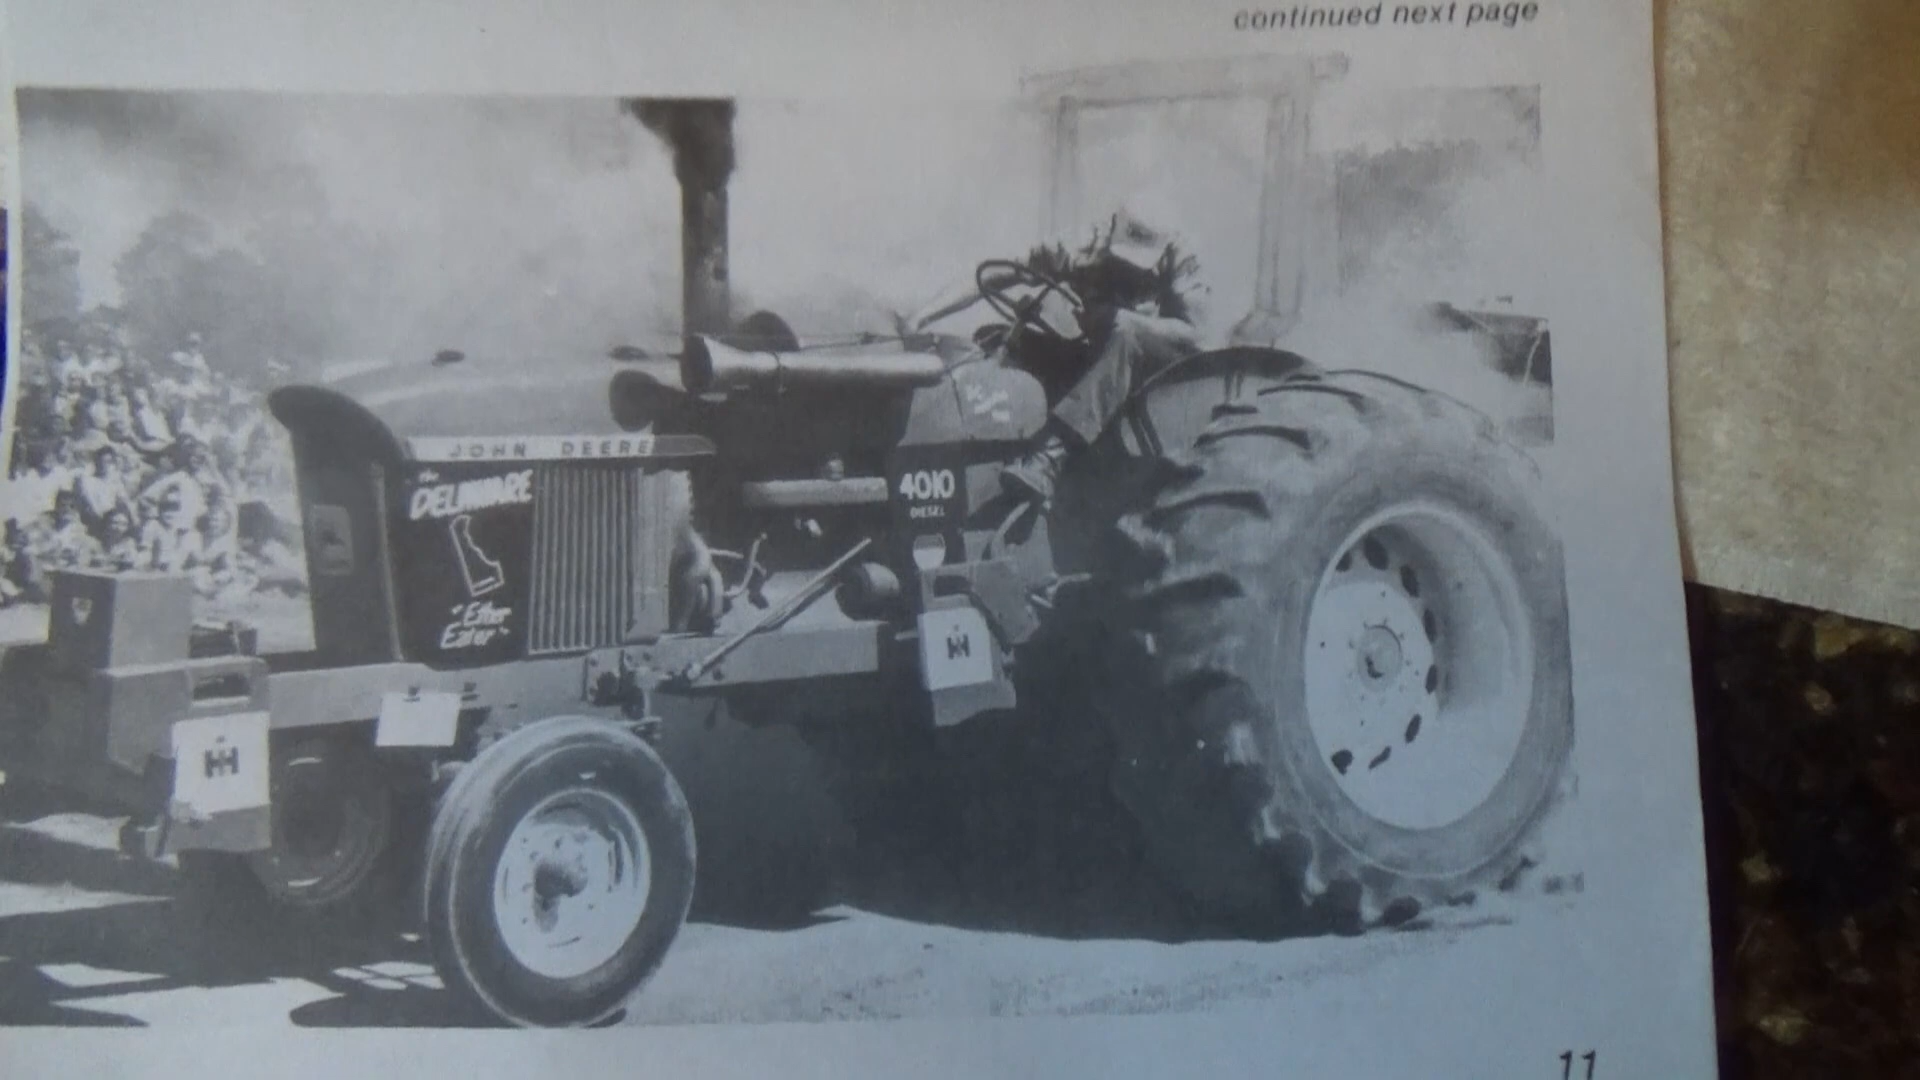 continued next page
JOHN DEERE
the
DELAWARE
"Ether
Eater"
4010
DIESEL
IH
IH
11